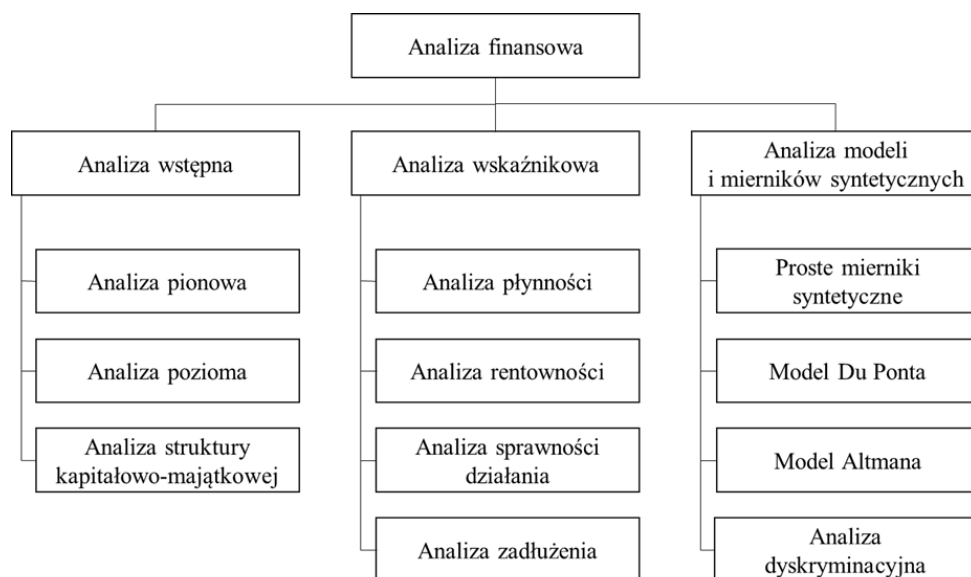 Analiza finansowa
Analiza wstępna
Analiza wskaźnikowa
Analiza modeli
i mierników syntetycznych
Analiza pionowa
Analiza pozioma
Analiza struktury
kapitałowo-majątkowej
Analiza płynności
Analiza rentowności
Analiza sprawności
działania
Analiza zadłużenia
Proste mierniki
syntetyczne
Model Du Ponta
Model Altmana
Analiza
dyskryminacyjna